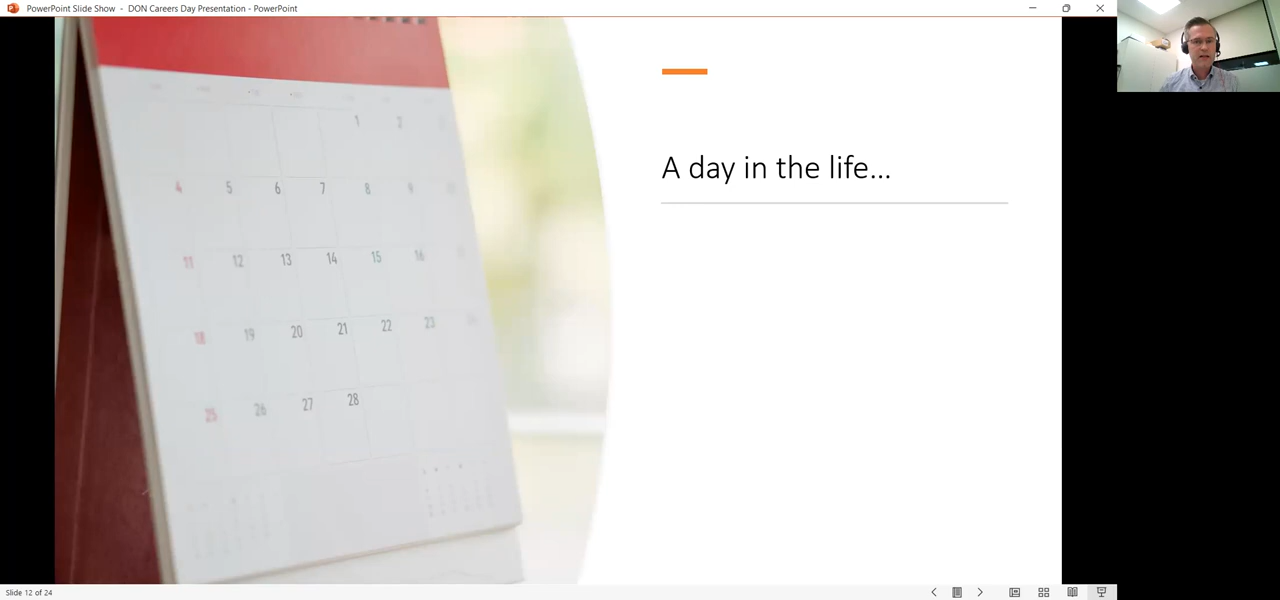 PowerPoint Slide Show - DON Careers Day Presentation - PowerPoint
A day in the life...
1 2
4 5 6 7 8 9
11 12 13 14 15 16
18 19 20 21 22 23
25 26 27 28
Slide 12 of 24